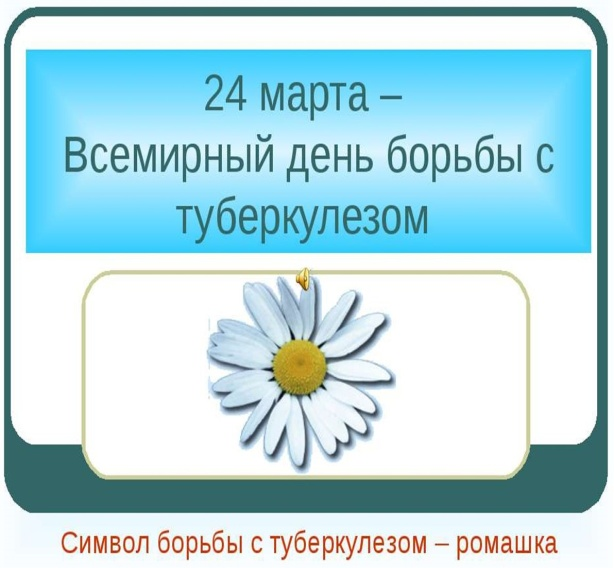 24 марта –
Всемирный день борьбы с
туберкулезом
Символ борьбы с туберкулезом – ромашка